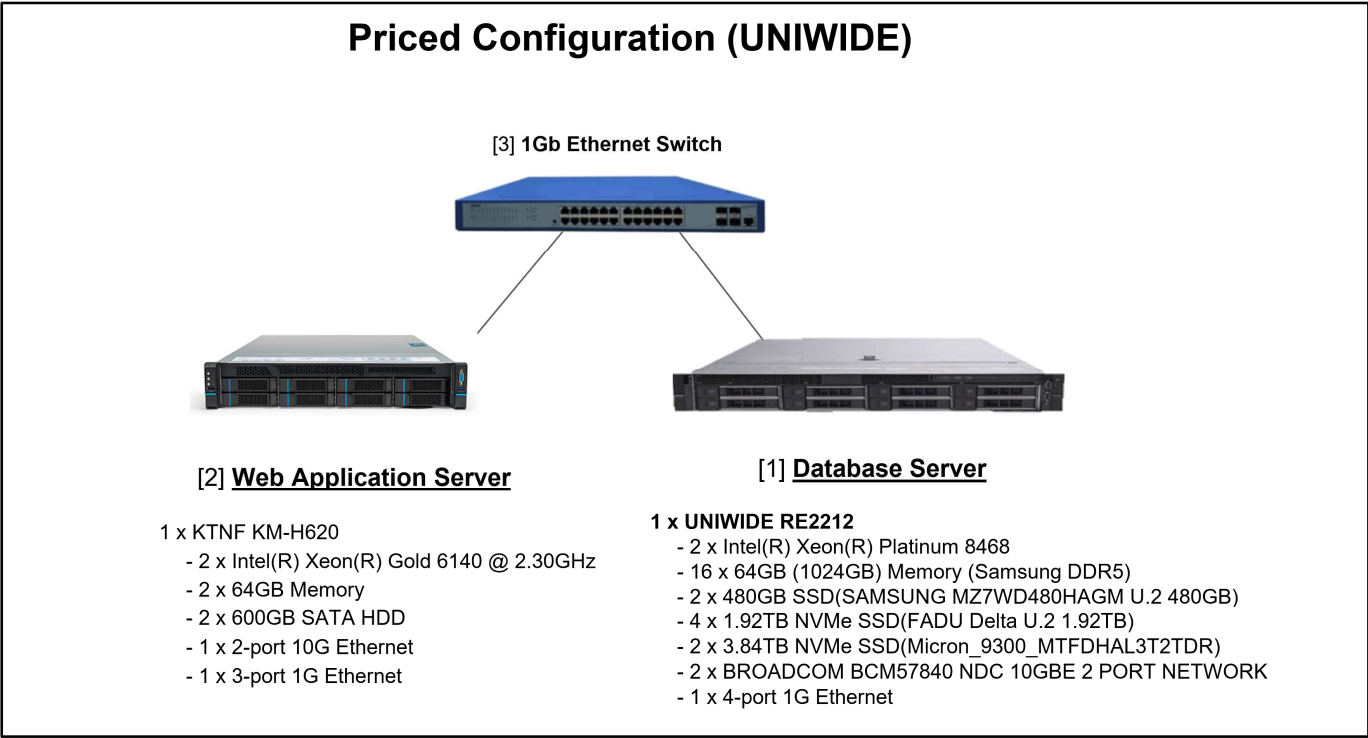 Priced Configuration (UNIWIDE)
[3] 1Gb Ethernet Switch
[2] Web Application Server
1 x KTNF KM-H620
- 2 x Intel(R) Xeon(R) Gold 6140 @ 2.30GHz
- 2 x 64GB Memory
- 2 x 600GB SATA HDD
- 1 x 2-port 10G Ethernet
- 1 x 3-port 1G Ethernet
[1] Database Server
1 x UNIWIDE RE2212
- 2 x Intel(R) Xeon(R) Platinum 8468
- 16 x 64GB (1024GB) Memory (Samsung DDR5)
- 2 x 480GB SSD(SAMSUNG MZ7WD480HAGM U.2 480GB)
- 4 x 1.92TB NVMe SSD(FADU Delta U.2 1.92TB)
- 2 x 3.84TB NVMe SSD(Micron_9300_MTFDHAL3T2TDR)
- 2 x BROADCOM BCM57840 NDC 10GBE 2 PORT NETWORK
- 1 x 4-port 1G Ethernet